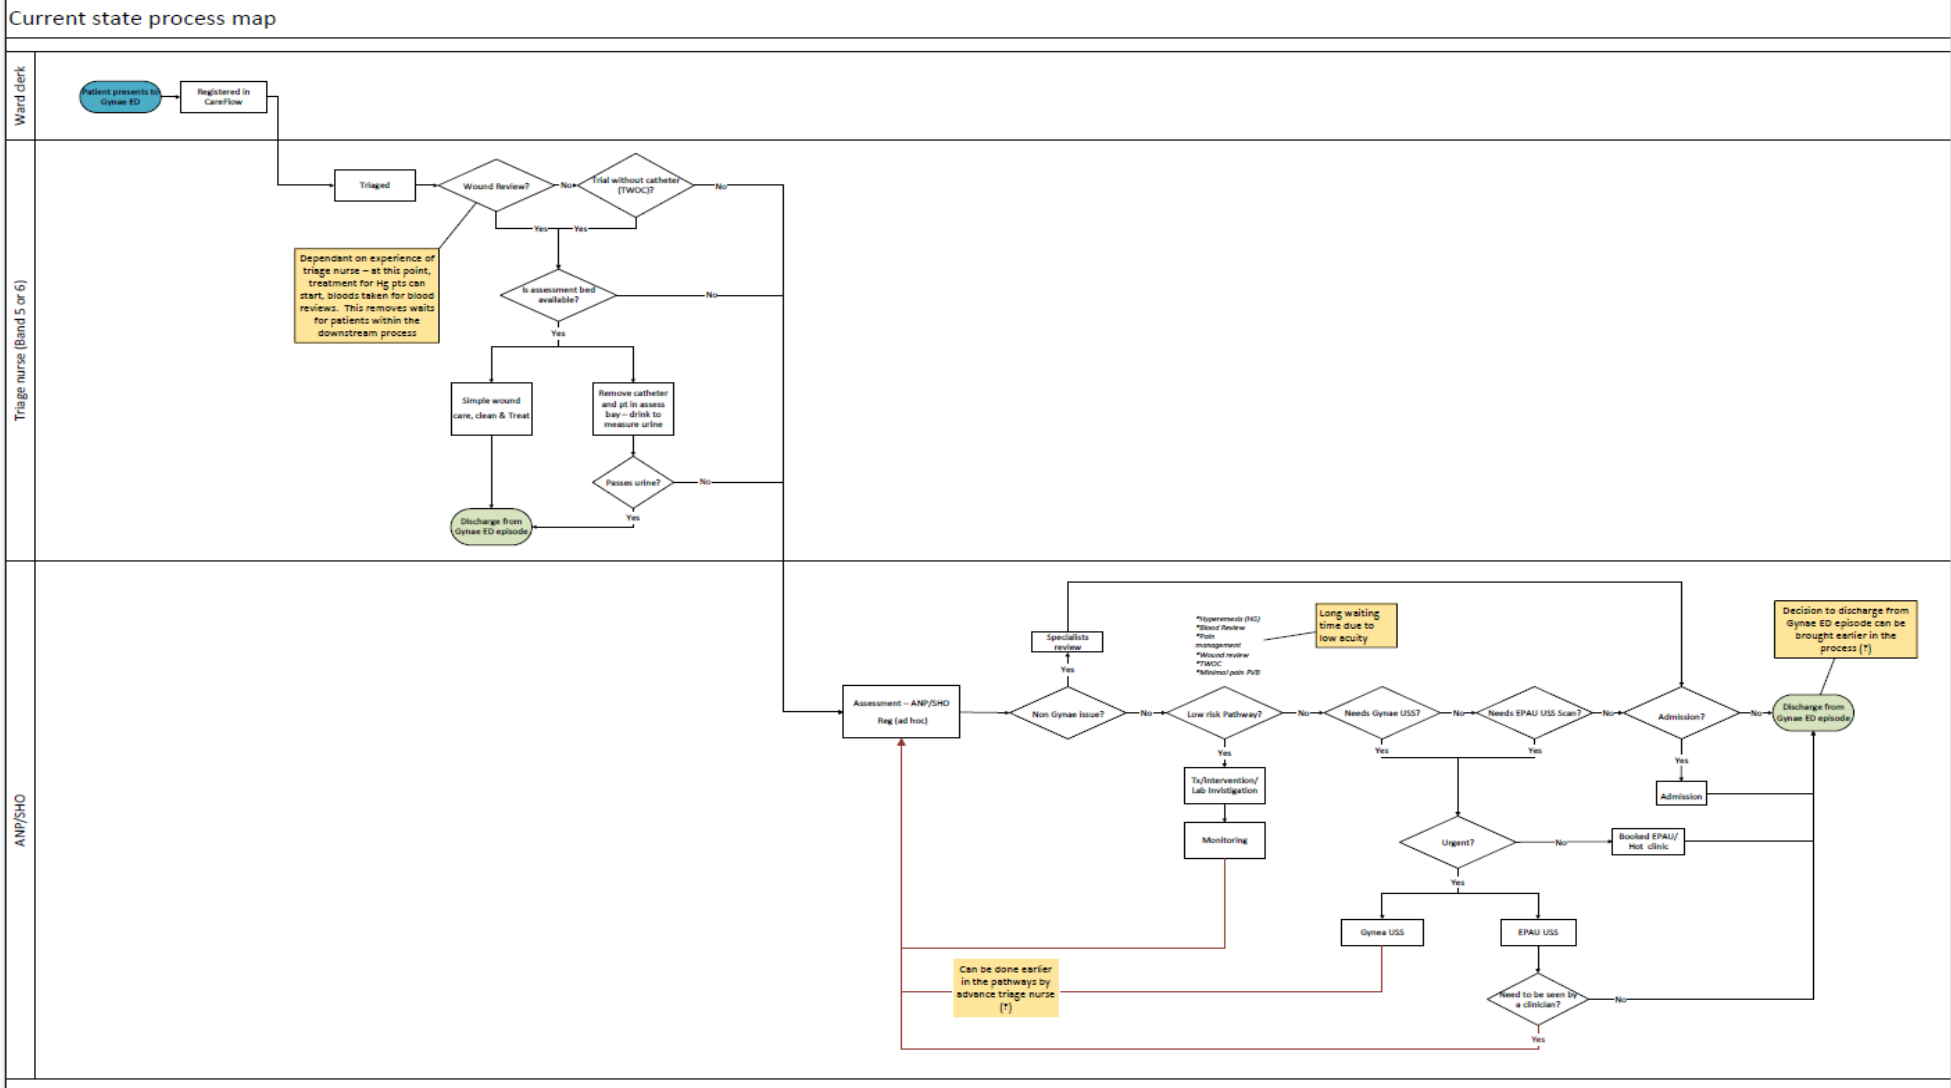 Current state process map
Ward clerk
Patient presents to
Gynae ED
Registered in
CareFlow
Triage nurse (Band 5 or 6)
Triaged
Wound Review?
No
Trial without catheter
(TWOC)?
No
Yes
Yes
Dependant on experience of
triage nurse – at this point,
treatment for Hg pts can
start, bloods taken for blood
reviews. This removes waits
for patients within the
downstream process
Is assessment bed
available?
No
Yes
Simple wound
care, clean & Treat
Remove catheter
and pt in assess
bay – drink to
measure urine
Passes urine?
No
Yes
Discharge from
Gynae ED episode
ANP/SHO
Assessment – ANP/SHO
Reg (ad hoc)
Specialists
review
Yes
Non Gynae issue?
No
*Hyperemesis (HG)
*Blood Review
*Pain
management
*Wound review
*TWOC
*Minimal pain PVB
Long waiting
time due to
low acuity
Low risk Pathway?
No
Yes
Tx/Intervention/
Lab Invistigation
Monitoring
Needs Gynae USS?
No
Yes
Needs EPAU USS Scan?
No
Yes
Admission?
No
Yes
Admission
Decision to discharge from
Gynae ED episode can be
brought earlier in the
process (?)
Discharge from
Gynae ED episode
Urgent?
No
Booked EPAU/
Hot clinic
Yes
Gynea USS
EPAU USS
Can be done earlier
in the pathways by
advance triage nurse
(?)
Need to be seen by
a clinician?
No
Yes